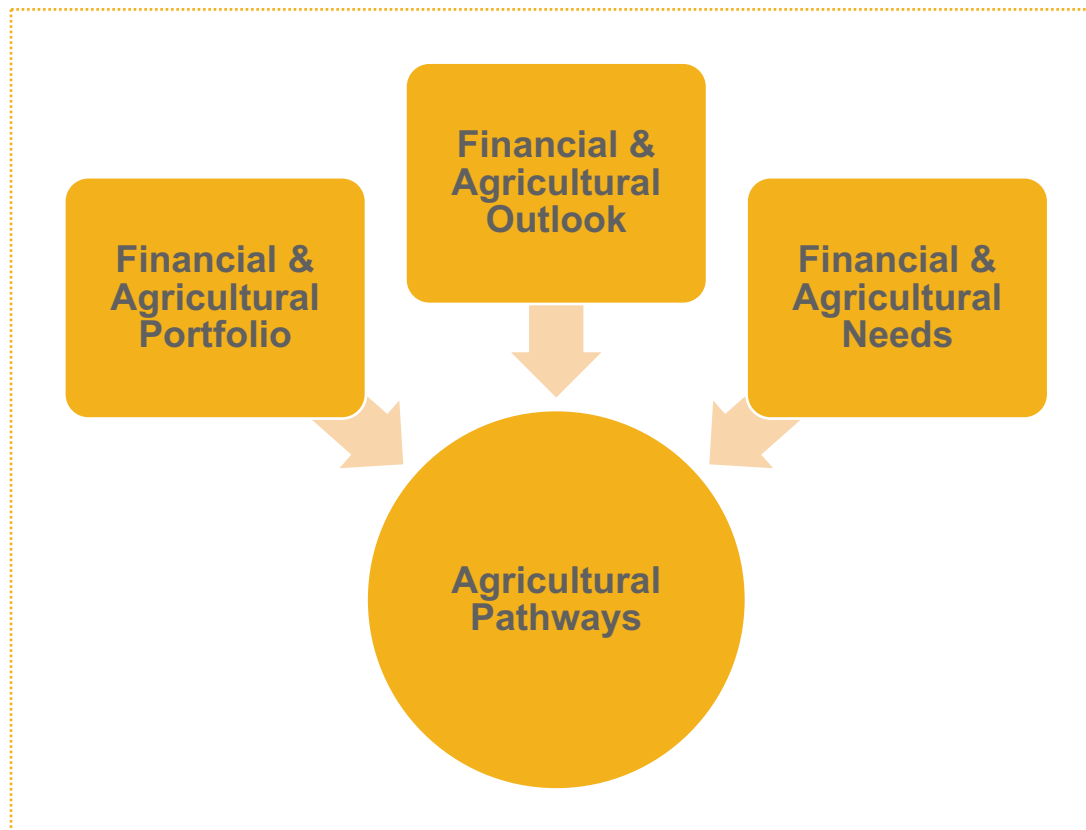 Financial &
Agricultural
Portfolio
Financial &
Agricultural
Outlook
Financial &
Agricultural
Needs
Agricultural
Pathways